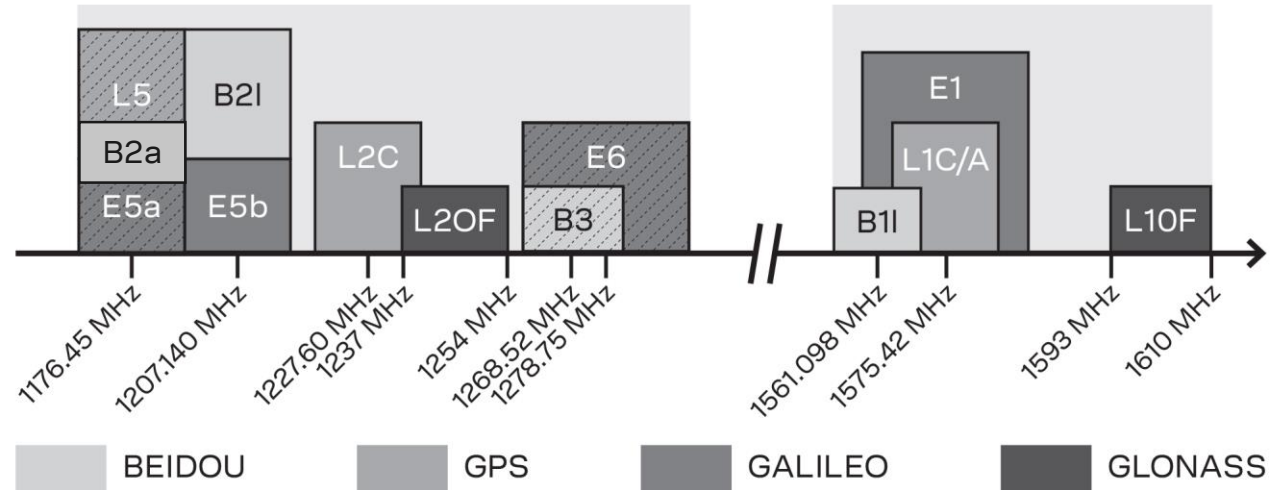 L5
B2I
B2a
E5a
E5b
L2C
L2OF
E6
B3
E1
L1C/A
B1I
L1OF
1176.45 MHz
1207.140 MHz
1227.60 MHz
1237 MHz
1254 MHz
1268.52 MHz
1278.75 MHz
1561.098 MHz
1575.42 MHz
1593 MHz
1610 MHz
BEIDOU
GPS
GALILEO
GLONASS